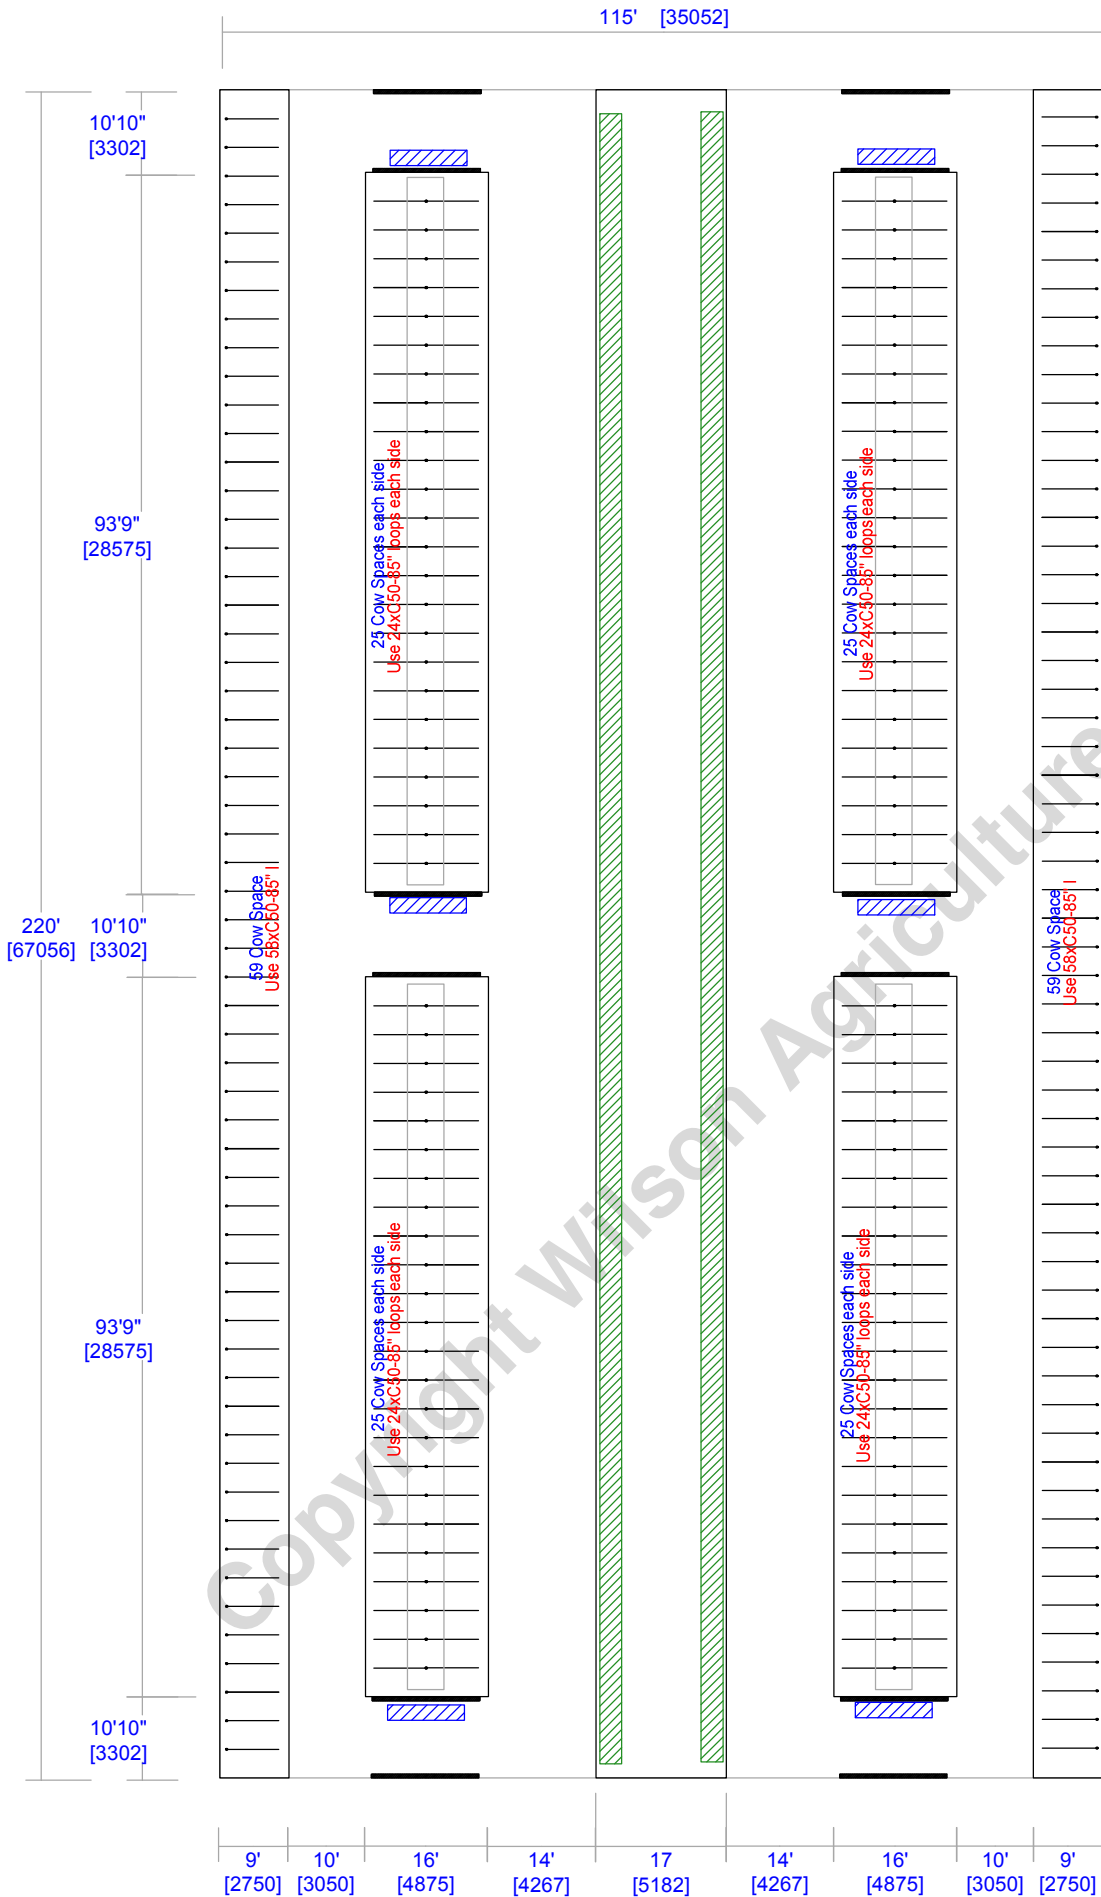 115' [35052]
10'10"
[3302]
93'9"
[28575]
25 Cow Spaces each side
Use 24xC50-85" loops each side
25 Cow Spaces each side
Use 24xC50-85" loops each side
220'
[67056]
10'10"
[3302]
59 Cow Space
Use 58xC50-85" l
59 Cow Space
Use 58xC50-85" l
93'9"
[28575]
25 Cow Spaces each side
Use 24xC50-85" loops each side
25 Cow Spaces each side
Use 24xC50-85" loops each side
Copyright Wilson Agriculture
10'10"
[3302]
9' 10' 16' 14' 17 14' 16' 10' 9'
[2750] [3050] [4875] [4267] [5182] [4267] [4875] [3050] [2750]